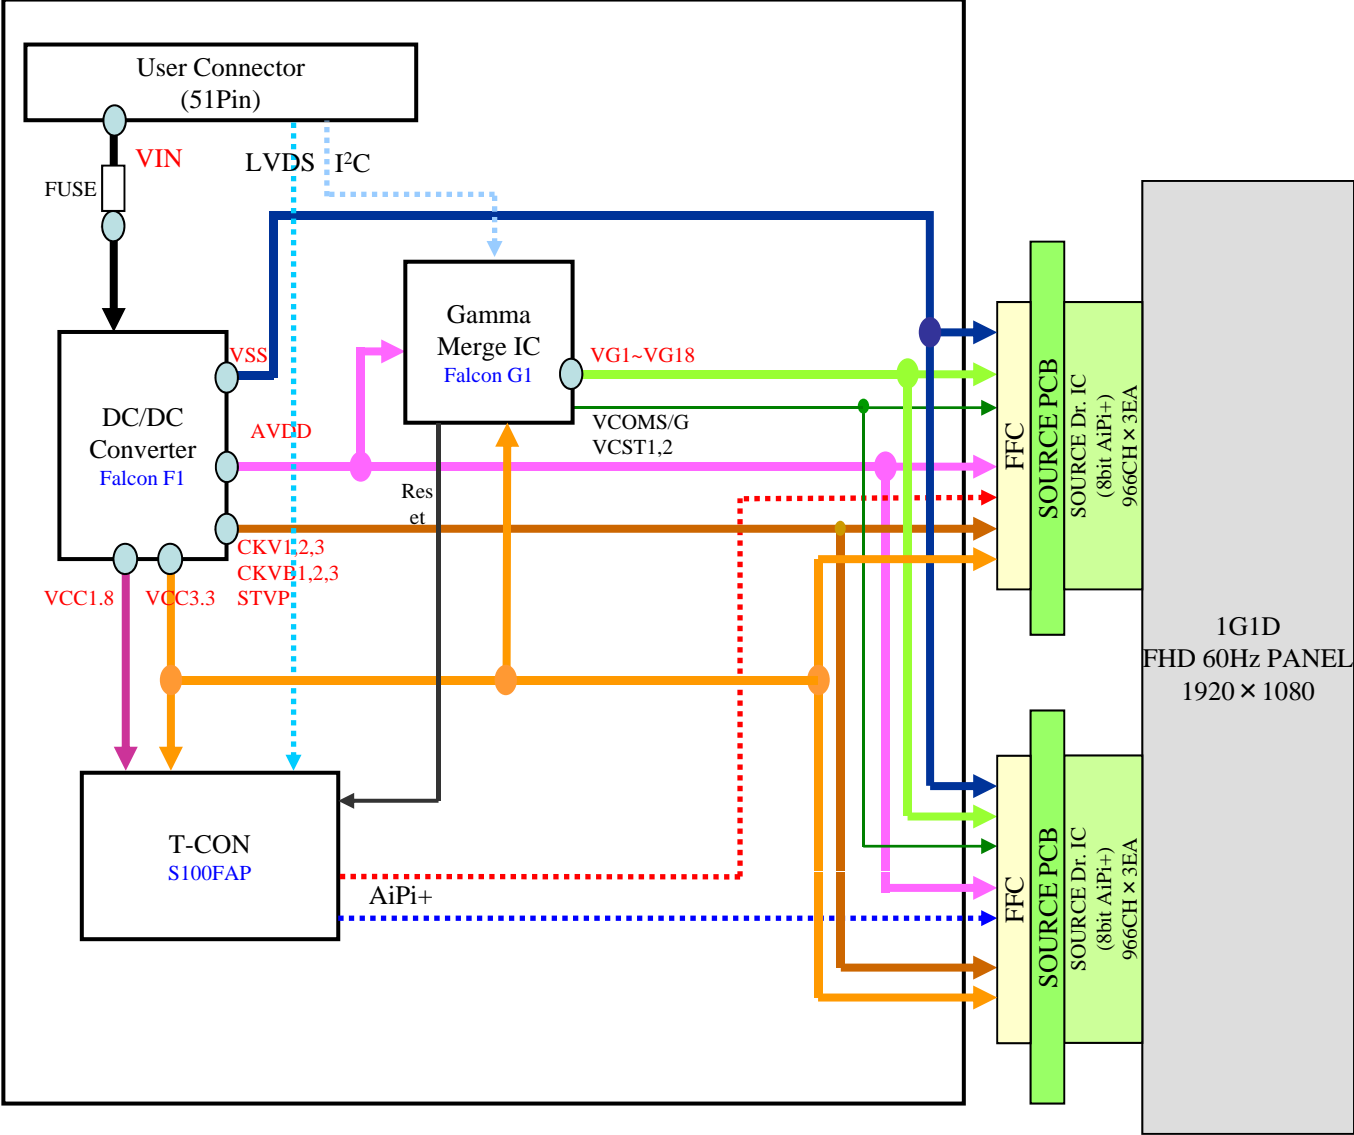 User Connector
(51Pin)
VIN
LVDS
I²C
FUSE
VSS
Gamma
Merge IC
Falcon G1
VG1~VG18
VCOMS/G
VCST1,2
DC/DC
Converter
Falcon F1
AVDD
Res
et
CKV1,2,3
CKVB1,2,3
STVP
VCC1.8
VCC3.3
T-CON
S100FAP
AiPi+
FFC
SOURCE PCB
SOURCE Dr. IC
(8bit AiPi+)
966CH×3EA
FFC
SOURCE PCB
SOURCE Dr. IC
(8bit AiPi+)
966CH×3EA
1G1D
FHD 60Hz PANEL
1920×1080